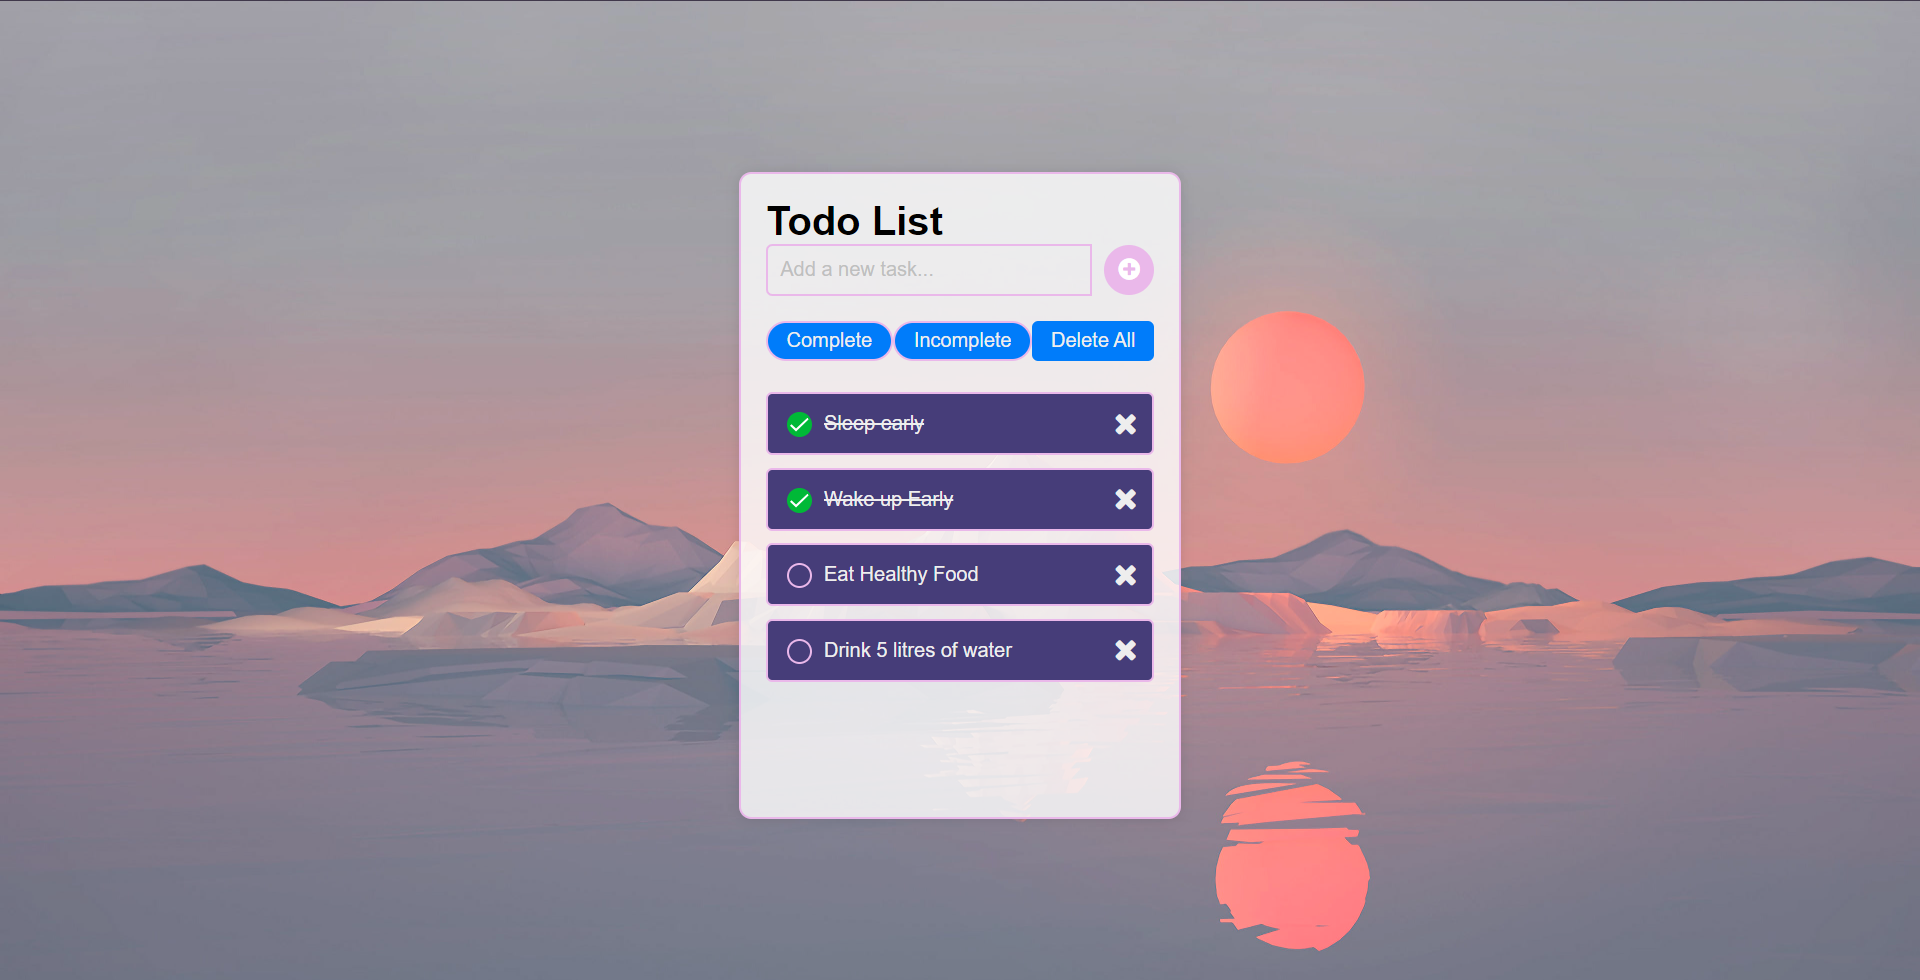 Todo List
Add a new task...
Complete Incomplete Delete All
Sleep early
Wake up Early
Eat Healthy Food
Drink 5 litres of water